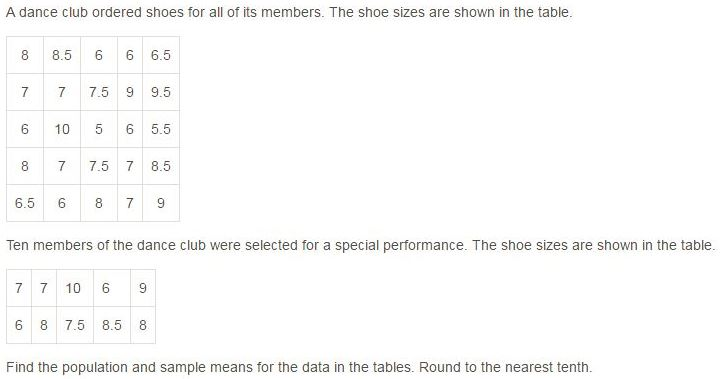 A dance club ordered shoes for all of its members. The shoe sizes are shown in the table.
8 8.5 6 6 6.5
7 7 7.5 9 9.5
6 10 5 6 5.5
8 7 7.5 7 8.5
6.5 6 8 7 9
Ten members of the dance club were selected for a special performance. The shoe sizes are shown in the table.
7 7 10 6 9
6 8 7.5 8.5 8
Find the population and sample means for the data in the tables. Round to the nearest tenth.